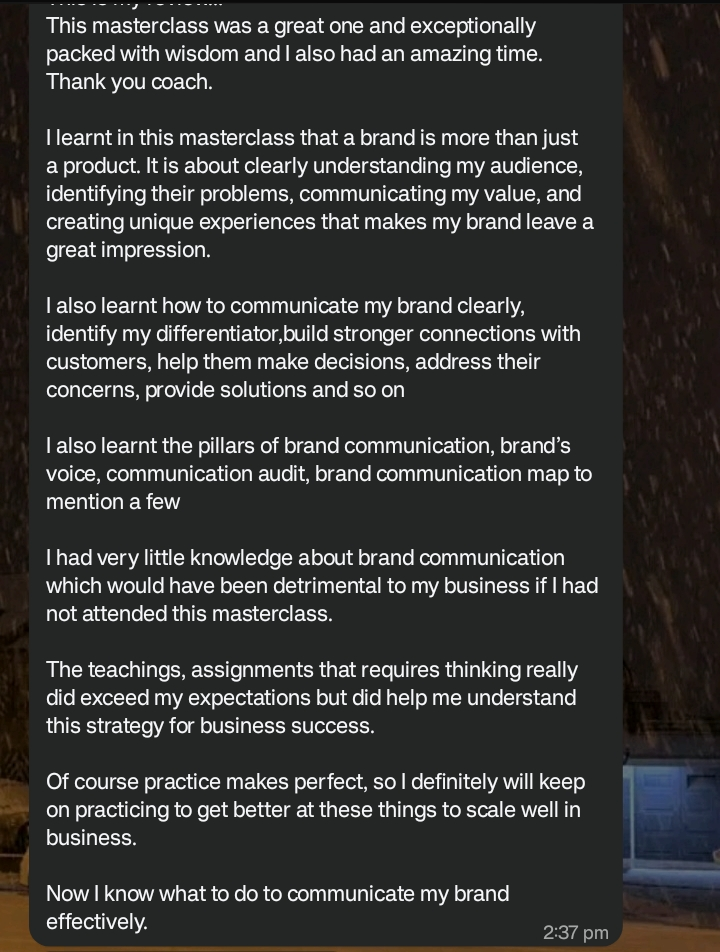 This masterclass was a great one and exceptionally
packed with wisdom and I also had an amazing time.
Thank you coach.
I learnt in this masterclass that a brand is more than just
a product. It is about clearly understanding my audience,
identifying their problems, communicating my value, and
creating unique experiences that makes my brand leave a
great impression.
I also learnt how to communicate my brand clearly,
identify my differentiator,build stronger connections with
customers, help them make decisions, address their
concerns, provide solutions and so on
I also learnt the pillars of brand communication, brand’s
voice, communication audit, brand communication map to
mention a few
I had very little knowledge about brand communication
which would have been detrimental to my business if I had
not attended this masterclass.
The teachings, assignments that requires thinking really
did exceed my expectations but did help me understand
this strategy for business success.
Of course practice makes perfect, so I definitely will keep
on practicing to get better at these things to scale well in
business.
Now I know what to do to communicate my brand
effectively.
2:37 pm